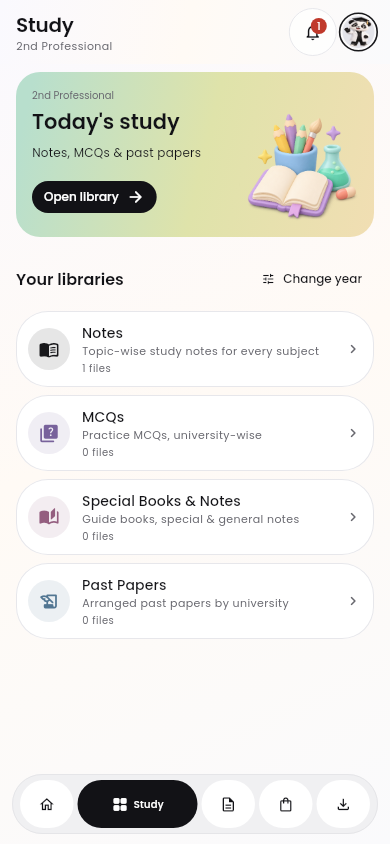 Study
2nd Professional
1
2nd Professional
Today's study
Notes, MCQs & past papers
Open library
Your libraries
Change year
Notes
Topic-wise study notes for every subject
1 files
MCQs
Practice MCQs, university-wise
0 files
Special Books & Notes
Guide books, special & general notes
0 files
Past Papers
Arranged past papers by university
0 files
Study